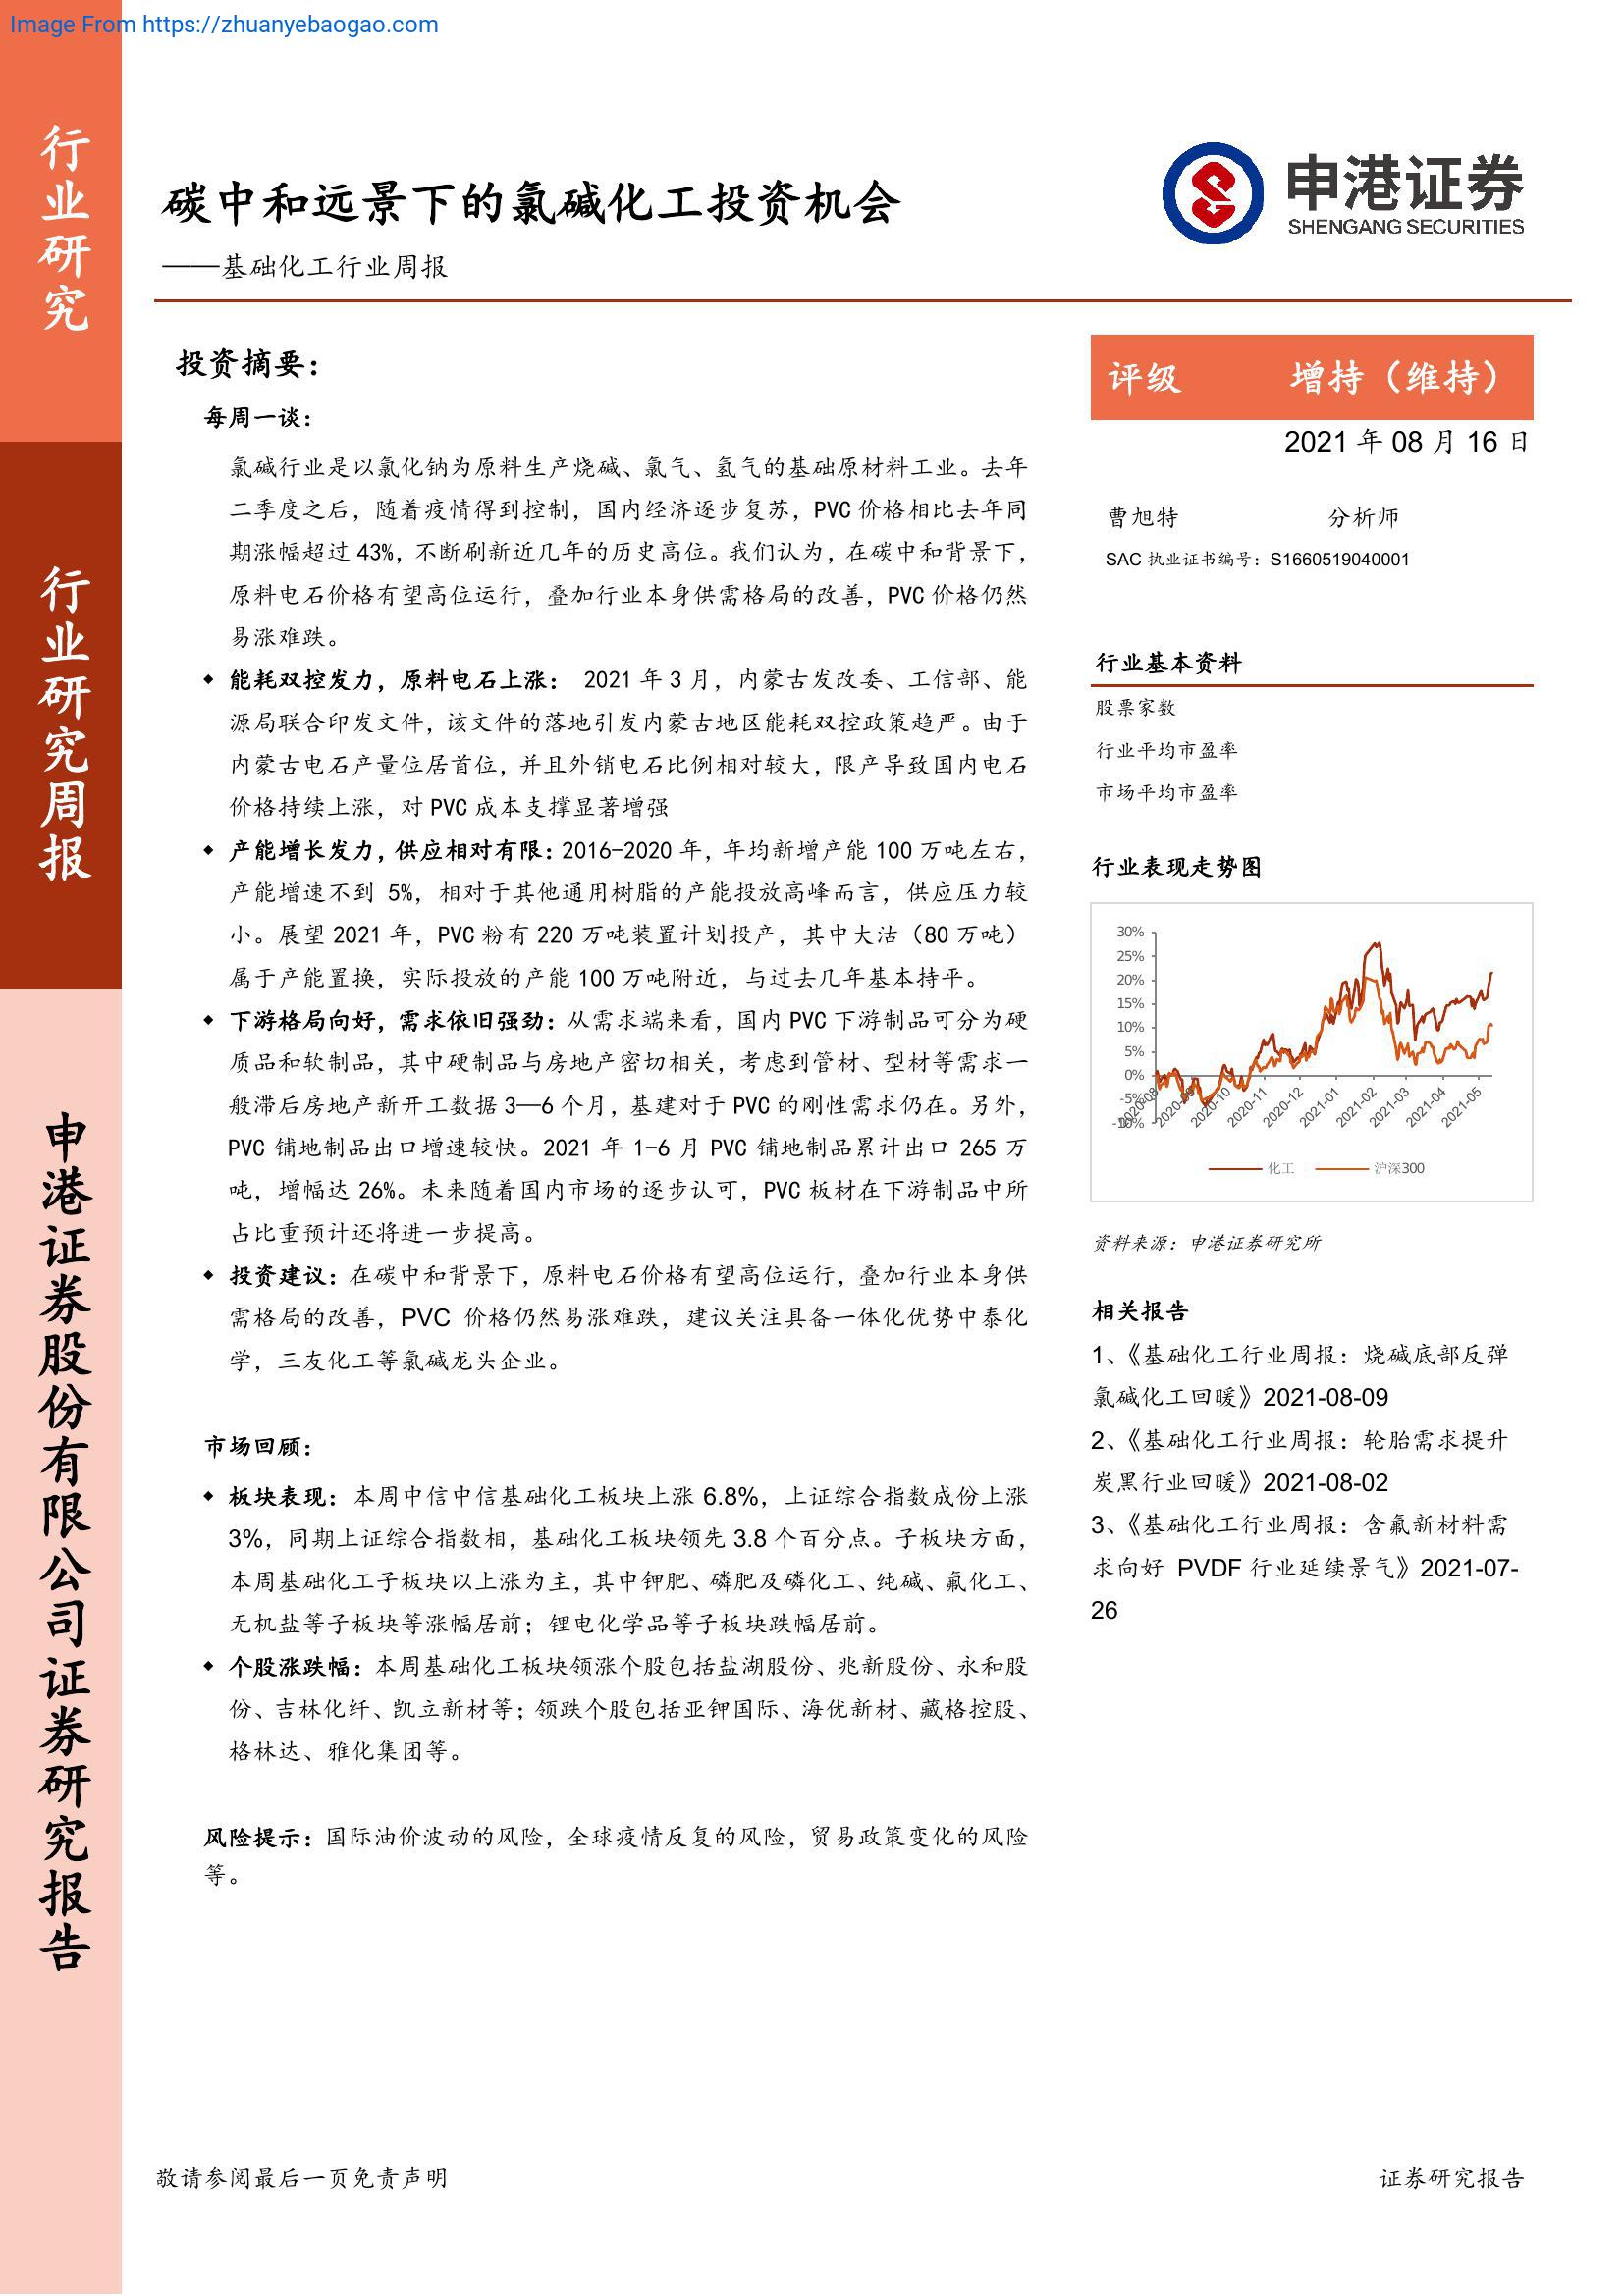 Image From https://zhuanyebaogao.com
行业研究
行业研究周报
申港证券股份有限公司证券研究报告
碳中和远景下的氯碱化工投资机会
——基础化工行业周报
申港证券
SHENGANG SECURITIES
投资摘要：
每周一谈：
氯碱行业是以氯化钠为原料生产烧碱、氯气、氢气的基础原材料工业。去年
二季度之后，随着疫情得到控制，国内经济逐步复苏，PVC 价格相比去年同
期涨幅超过 43%，不断刷新近几年的历史高位。我们认为，在碳中和背景下，
原料电石价格有望高位运行，叠加行业本身供需格局的改善，PVC 价格仍然
易涨难跌。
◆ 能耗双控发力，原料电石上涨： 2021 年 3 月，内蒙古发改委、工信部、能
源局联合印发文件，该文件的落地引发内蒙古地区能耗双控政策趋严。由于
内蒙古电石产量位居首位，并且外销电石比例相对较大，限产导致国内电石
价格持续上涨，对 PVC 成本支撑显著增强
◆ 产能增长发力，供应相对有限：2016-2020 年，年均新增产能 100 万吨左右，
产能增速不到 5%，相对于其他通用树脂的产能投放高峰而言，供应压力较
小。展望 2021 年，PVC 粉有 220 万吨装置计划投产，其中大沽（80 万吨）
属于产能置换，实际投放的产能 100 万吨附近，与过去几年基本持平。
◆ 下游格局向好，需求依旧强劲：从需求端来看，国内 PVC 下游制品可分为硬
质品和软制品，其中硬制品与房地产密切相关，考虑到管材、型材等需求一
般滞后房地产新开工数据 3—6 个月，基建对于 PVC 的刚性需求仍在。另外，
PVC 铺地制品出口增速较快。2021 年 1-6 月 PVC 铺地制品累计出口 265 万
吨，增幅达 26%。未来随着国内市场的逐步认可，PVC 板材在下游制品中所
占比重预计还将进一步提高。
◆ 投资建议：在碳中和背景下，原料电石价格有望高位运行，叠加行业本身供
需格局的改善，PVC 价格仍然易涨难跌，建议关注具备一体化优势中泰化
学，三友化工等氯碱龙头企业。
市场回顾：
◆ 板块表现：本周中信中信基础化工板块上涨 6.8%，上证综合指数成份上涨
3%，同期上证综合指数相，基础化工板块领先 3.8 个百分点。子板块方面，
本周基础化工子板块以上涨为主，其中钾肥、磷肥及磷化工、纯碱、氟化工、
无机盐等子板块等涨幅居前；锂电化学品等子板块跌幅居前。
◆ 个股涨跌幅：本周基础化工板块领涨个股包括盐湖股份、兆新股份、永和股
份、吉林化纤、凯立新材等；领跌个股包括亚钾国际、海优新材、藏格控股、
格林达、雅化集团等。
风险提示：国际油价波动的风险，全球疫情反复的风险，贸易政策变化的风险
等。
评级 增持（维持）
2021 年 08 月 16 日
曹旭特 分析师
SAC 执业证书编号：S1660519040001
行业基本资料
股票家数
行业平均市盈率
市场平均市盈率
行业表现走势图
30%
25%
20%
15%
10%
5%
0%
-5%
-10%
2020-08 2020-09 2020-10 2020-11 2020-12 2021-01 2021-02 2021-03 2021-04 2021-05
化工 沪深300
资料来源：申港证券研究所
相关报告
1、《基础化工行业周报：烧碱底部反弹
氯碱化工回暖》2021-08-09
2、《基础化工行业周报：轮胎需求提升
炭黑行业回暖》2021-08-02
3、《基础化工行业周报：含氟新材料需
求向好 PVDF 行业延续景气》2021-07-
26
敬请参阅最后一页免责声明
证券研究报告